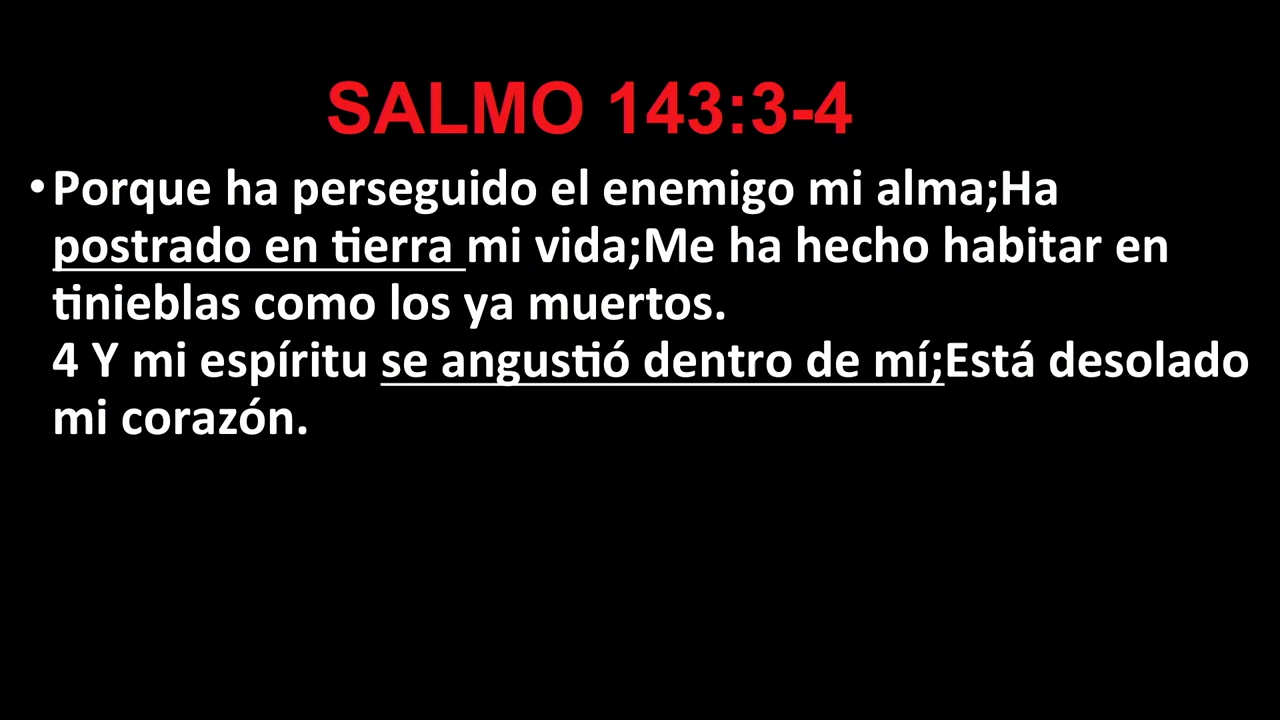 SALMO 143:3-4
•Porque ha perseguido el enemigo mi alma;Ha
postrado en tierra mi vida;Me ha hecho habitar en
tinieblas como los ya muertos.
4 Y mi espíritu se angustió dentro de mí;Está desolado
mi corazón.